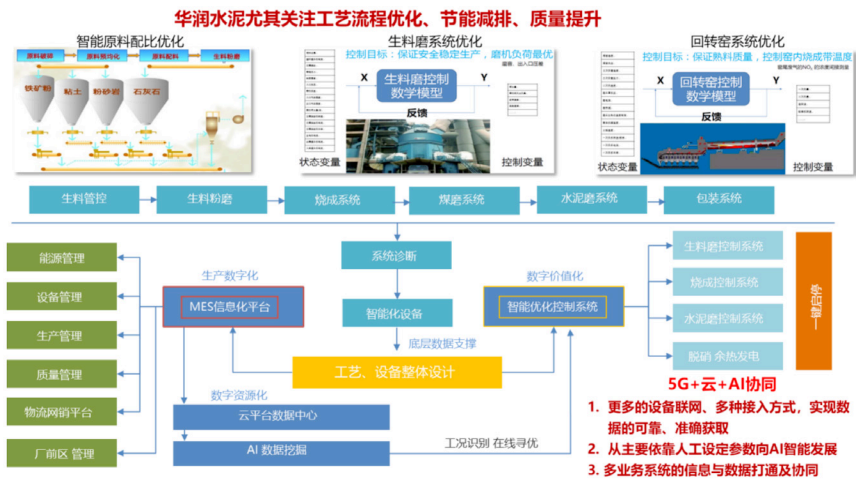 华润水泥尤其关注工艺流程优化、节能减排、质量提升
智能原料配比优化
生料磨系统优化
回转窑系统优化
原料破碎
原料预均化
原料配料
生料粉磨
铁矿粉
粘土
粉砂岩
石灰石
控制目标：保证安全稳定生产，磨机负荷最优
X
生料磨控制
数学模型
Y
反馈
状态变量
控制变量
控制目标：保证熟料质量，控制窑内烧成带温度
X
回转窑控制
数学模型
Y
反馈
状态变量
控制变量
生料管控
生料粉磨
烧成系统
煤磨系统
水泥磨系统
包装系统
能源管理
设备管理
生产管理
质量管理
物流网销平台
厂前区 管理
生产数字化
MES信息化平台
系统诊断
智能化设备
底层数据支撑
工艺、设备整体设计
数字资源化
云平台数据中心
AI 数据挖掘
工况识别 在线寻优
数字价值化
智能优化控制系统
生料磨控制系统
烧成控制系统
水泥磨控制系统
脱硝 余热发电
一键启停
5G+云+AI协同
1. 更多的设备联网、多种接入方式，实现数
据的可靠、准确获取
2. 从主要依靠人工设定参数向AI智能发展
3. 多业务系统的信息与数据打通及协同